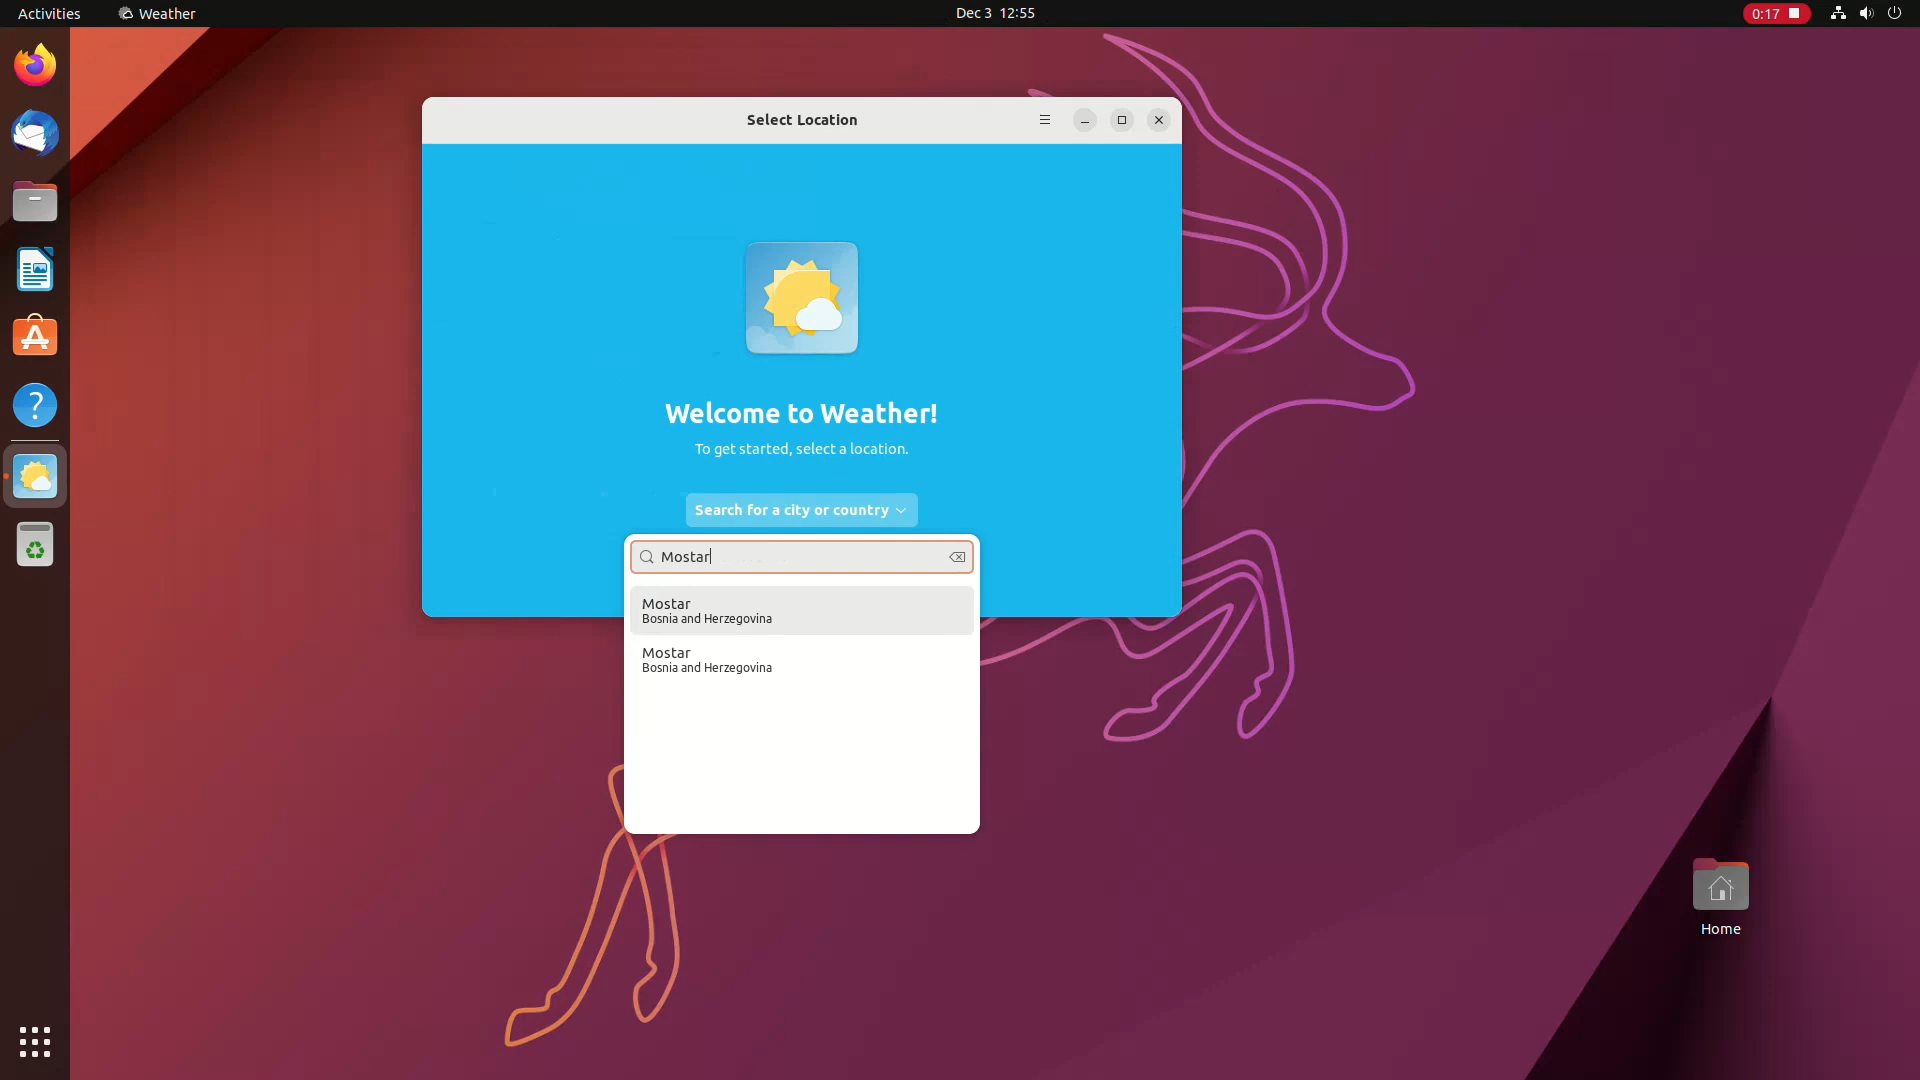 Activities
Weather
Dec 3 12:55
0:17
Select Location
Welcome to Weather!
To get started, select a location.
Search for a city or country
Mostar
Mostar
Bosnia and Herzegovina
Mostar
Bosnia and Herzegovina
Home